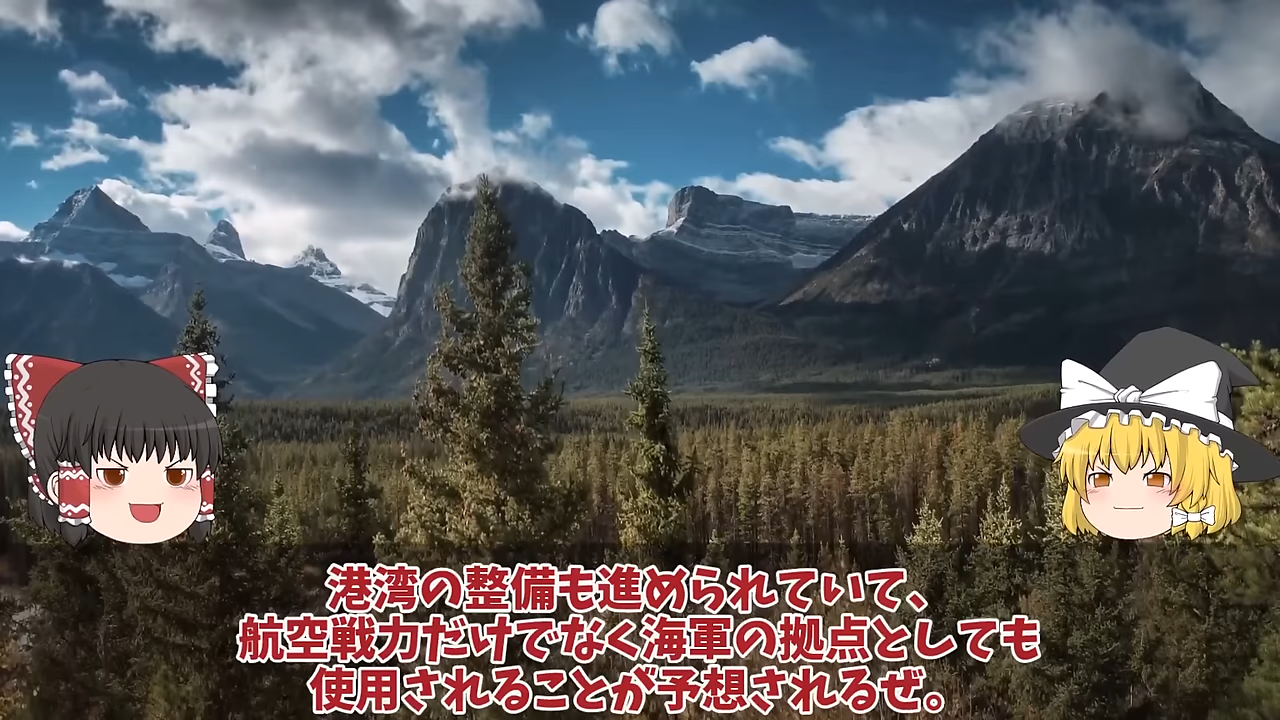 港湾の整備も進められていて、
航空戦力だけでなく海軍の拠点としても
使用されることが予想されるぜ。